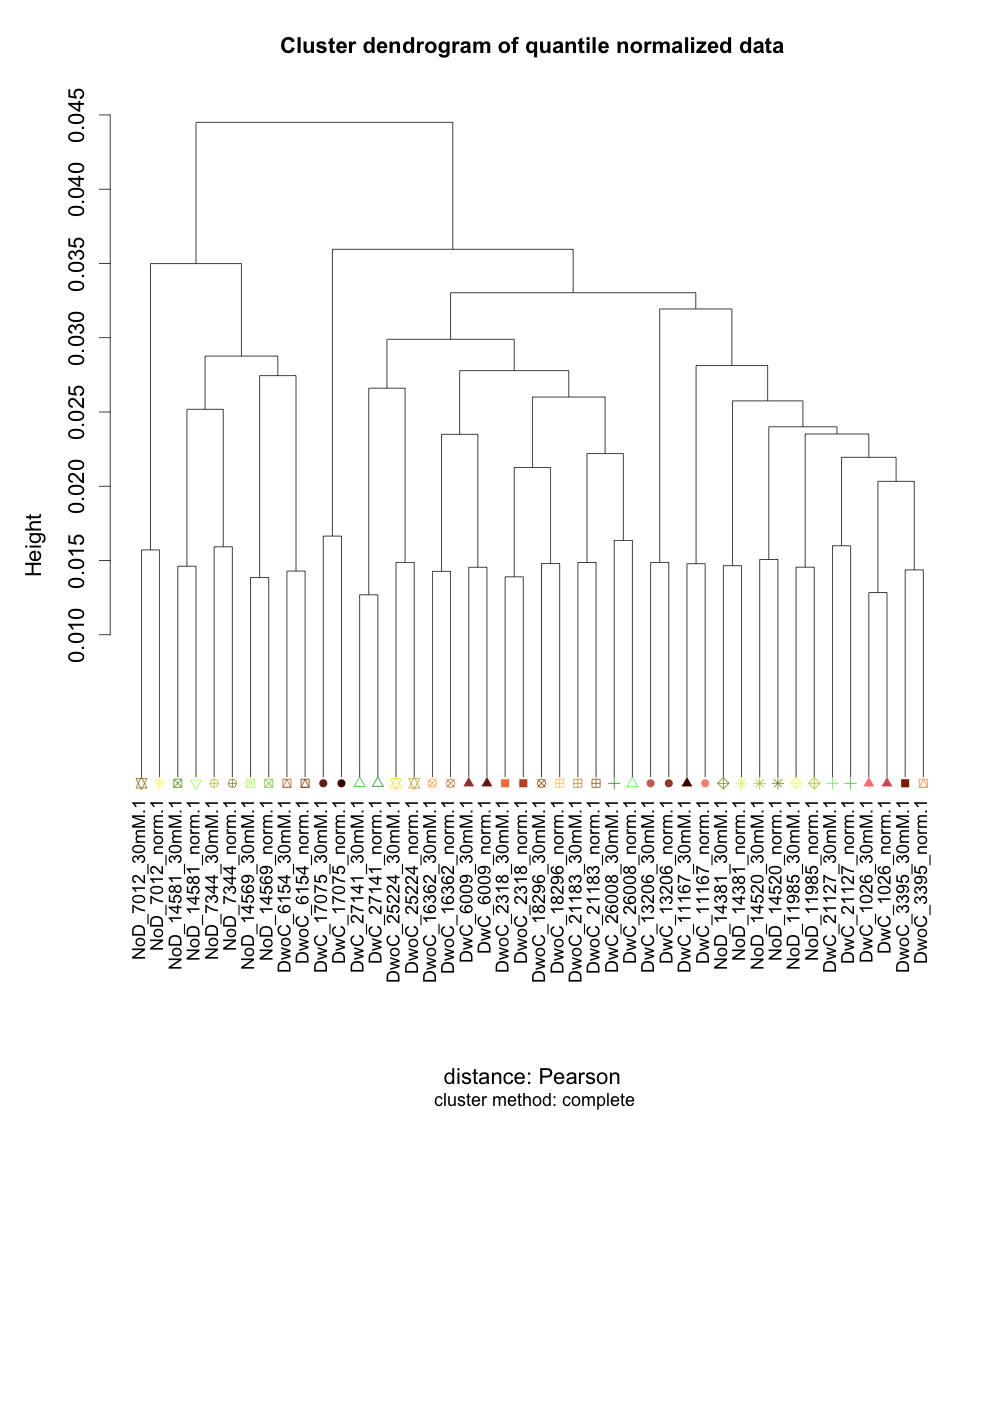 Cluster dendrogram of quantile normalized data
0.045
0.040
0.035
0.030
0.025
0.020
0.015
0.010
Height
NoD_7012_30mM.1
NoD_7012_norm.1
NoD_14581_30mM.1
NoD_14581_norm.1
NoD_7344_30mM.1
NoD_7344_norm.1
NoD_14569_30mM.1
NoD_14569_norm.1
DwoC_6154_30mM.1
DwoC_6154_norm.1
DwC_17075_30mM.1
DwC_17075_norm.1
DwC_27141_30mM.1
DwC_27141_norm.1
DwoC_25224_30mM.1
DwoC_25224_norm.1
DwoC_16362_30mM.1
DwoC_16362_norm.1
DwC_6009_30mM.1
DwC_6009_norm.1
DwoC_2318_30mM.1
DwoC_2318_norm.1
DwoC_18296_30mM.1
DwoC_18296_norm.1
DwoC_21183_30mM.1
DwoC_21183_norm.1
DwC_26008_30mM.1
DwC_26008_norm.1
DwC_13206_30mM.1
DwC_13206_norm.1
DwC_11167_30mM.1
DwC_11167_norm.1
NoD_14381_30mM.1
NoD_14381_norm.1
NoD_14520_30mM.1
NoD_14520_norm.1
NoD_11985_30mM.1
NoD_11985_norm.1
DwC_21127_30mM.1
DwC_21127_norm.1
DwC_1026_30mM.1
DwC_1026_norm.1
DwoC_3395_30mM.1
DwoC_3395_norm.1
distance: Pearson
cluster method: complete